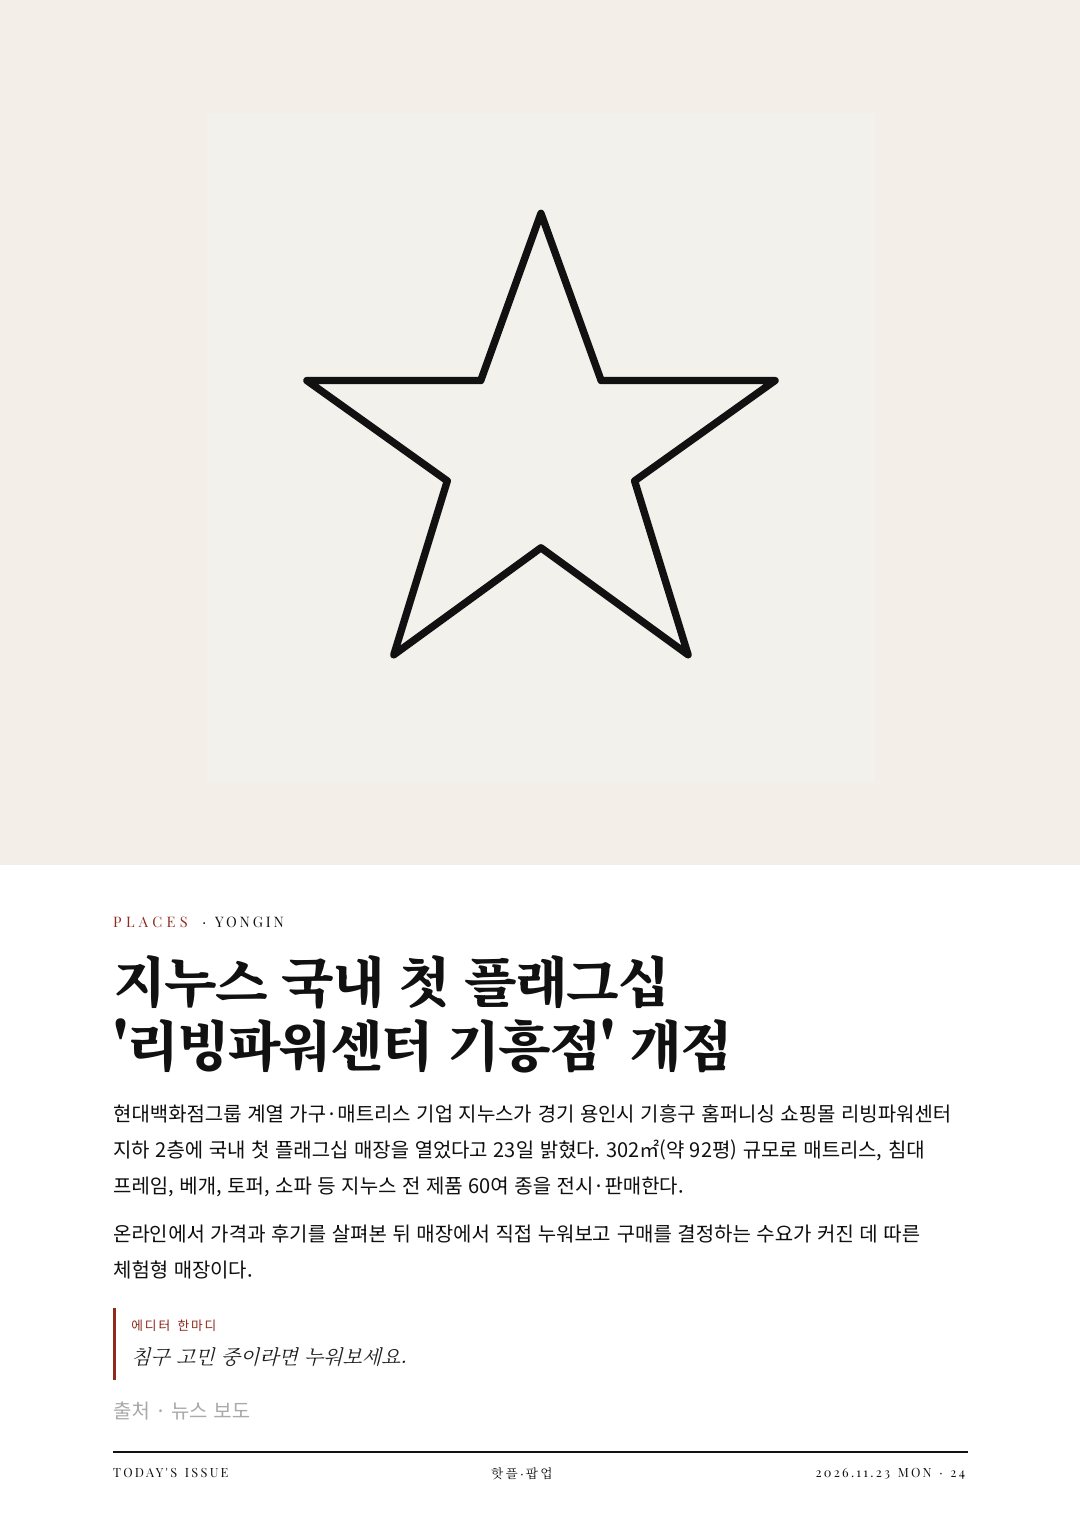 PLACES · YONGIN
지누스 국내 첫 플래그십
'리빙파워센터 기흥점' 개점
현대백화점그룹 계열 가구·매트리스 기업 지누스가 경기 용인시 기흥구 홈퍼니싱 쇼핑몰 리빙파워센터
지하 2층에 국내 첫 플래그십 매장을 열었다고 23일 밝혔다. 302㎡(약 92평) 규모로 매트리스, 침대
프레임, 베개, 토퍼, 소파 등 지누스 전 제품 60여 종을 전시·판매한다.
온라인에서 가격과 후기를 살펴본 뒤 매장에서 직접 누워보고 구매를 결정하는 수요가 커진 데 따른
체험형 매장이다.
에디터 한마디
침구 고민 중이라면 누워보세요.
출처 · 뉴스 보도
TODAY'S ISSUE 핫플·팝업 2026.11.23 MON · 24